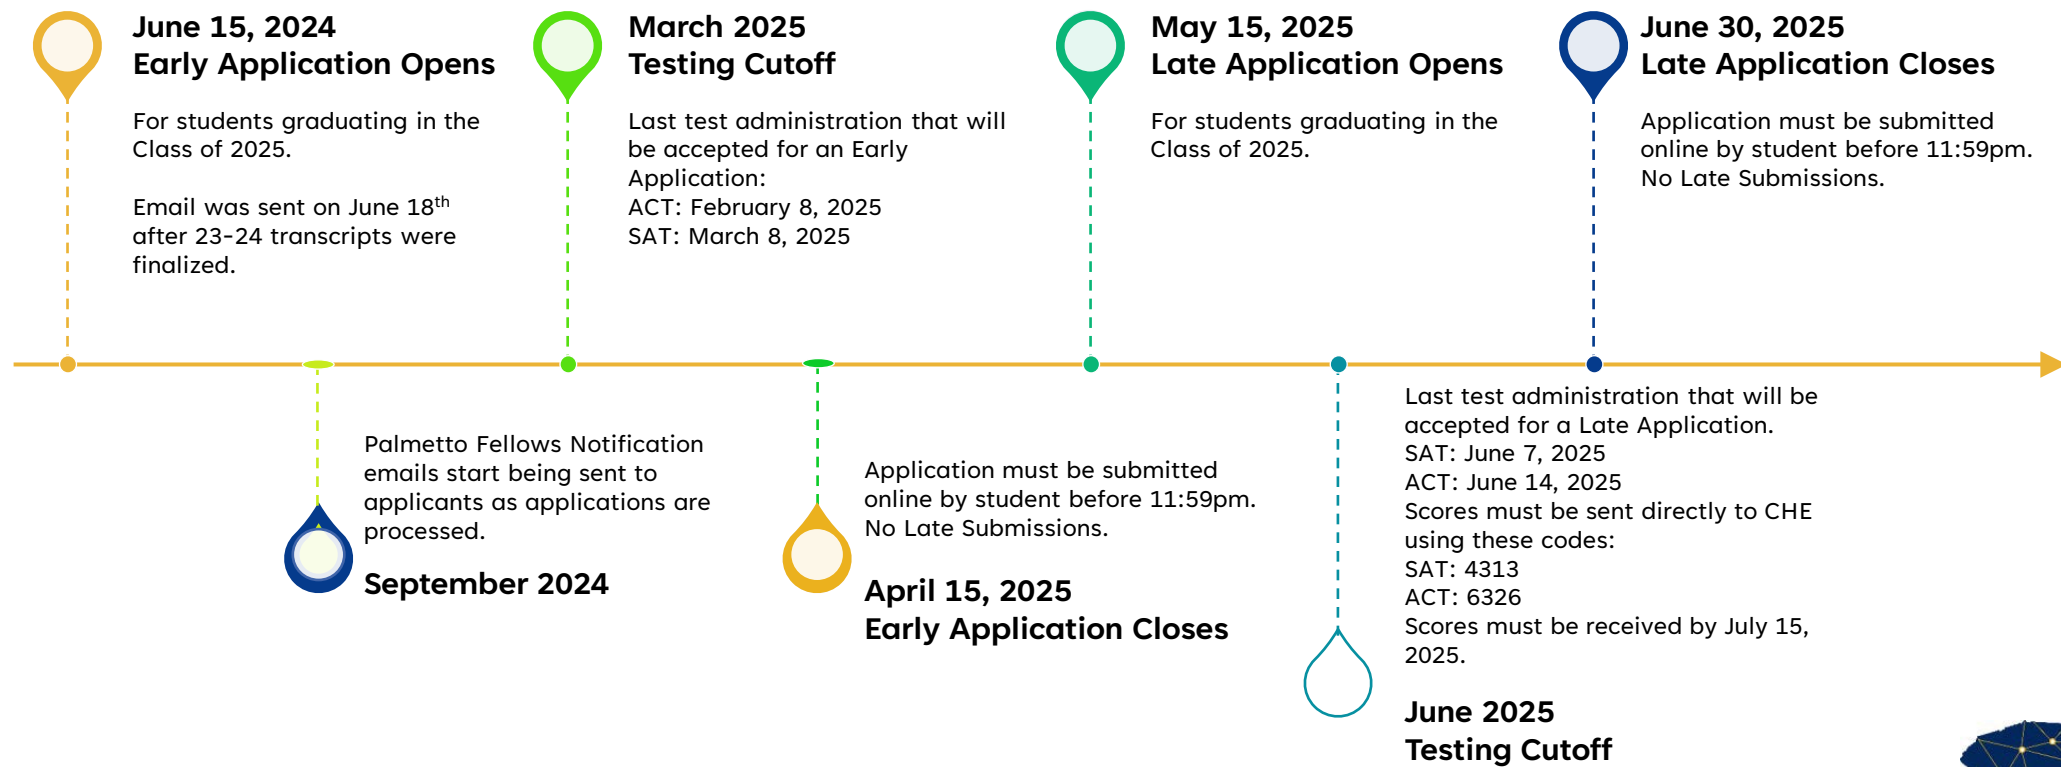 June 15, 2024
Early Application Opens
For students graduating in the
Class of 2025.
Email was sent on June 18th
after 23-24 transcripts were
finalized.
Palmetto Fellows Notification
emails start being sent to
applicants as applications are
processed.
September 2024
March 2025
Testing Cutoff
Last test administration that will
be accepted for an Early
Application:
ACT: February 8, 2025
SAT: March 8, 2025
Application must be submitted
online by student before 11:59pm.
No Late Submissions.
April 15, 2025
Early Application Closes
May 15, 2025
Late Application Opens
For students graduating in the
Class of 2025.
Last test administration that will be
accepted for a Late Application.
SAT: June 7, 2025
ACT: June 14, 2025
Scores must be sent directly to CHE
using these codes:
SAT: 4313
ACT: 6326
Scores must be received by July 15,
2025.
June 2025
Testing Cutoff
June 30, 2025
Late Application Closes
Application must be submitted
online by student before 11:59pm.
No Late Submissions.